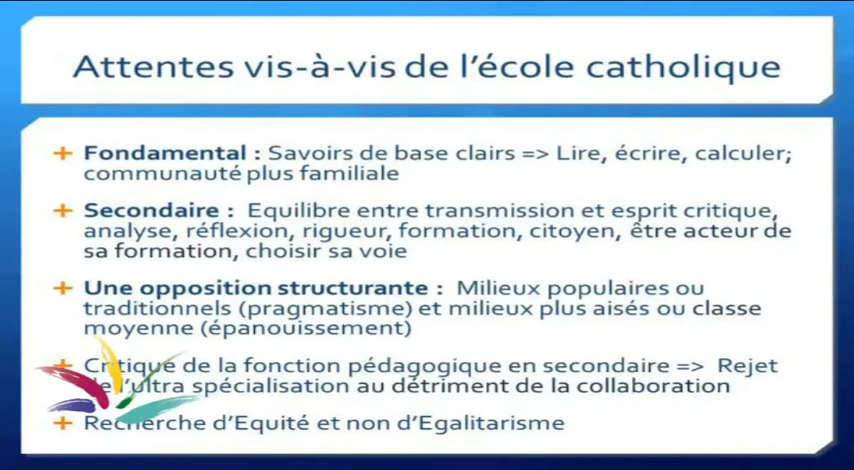 Attentes vis-à-vis de l'école catholique
+ Fondamental : Savoirs de base clairs => Lire, écrire, calculer;
communauté plus familiale
+ Secondaire : Equilibre entre transmission et esprit critique,
analyse, réflexion, rigueur, formation, citoyen, être acteur de
sa formation, choisir sa voie
+ Une opposition structurante : Milieux populaires ou
traditionnels (pragmatisme) et milieux plus aisés ou classe
moyenne (épanouissement)
+ Critique de la fonction pédagogique en secondaire => Rejet
de l'ultra spécialisation au détriment de la collaboration
+ Recherche d'Equité et non d'Egalitarisme